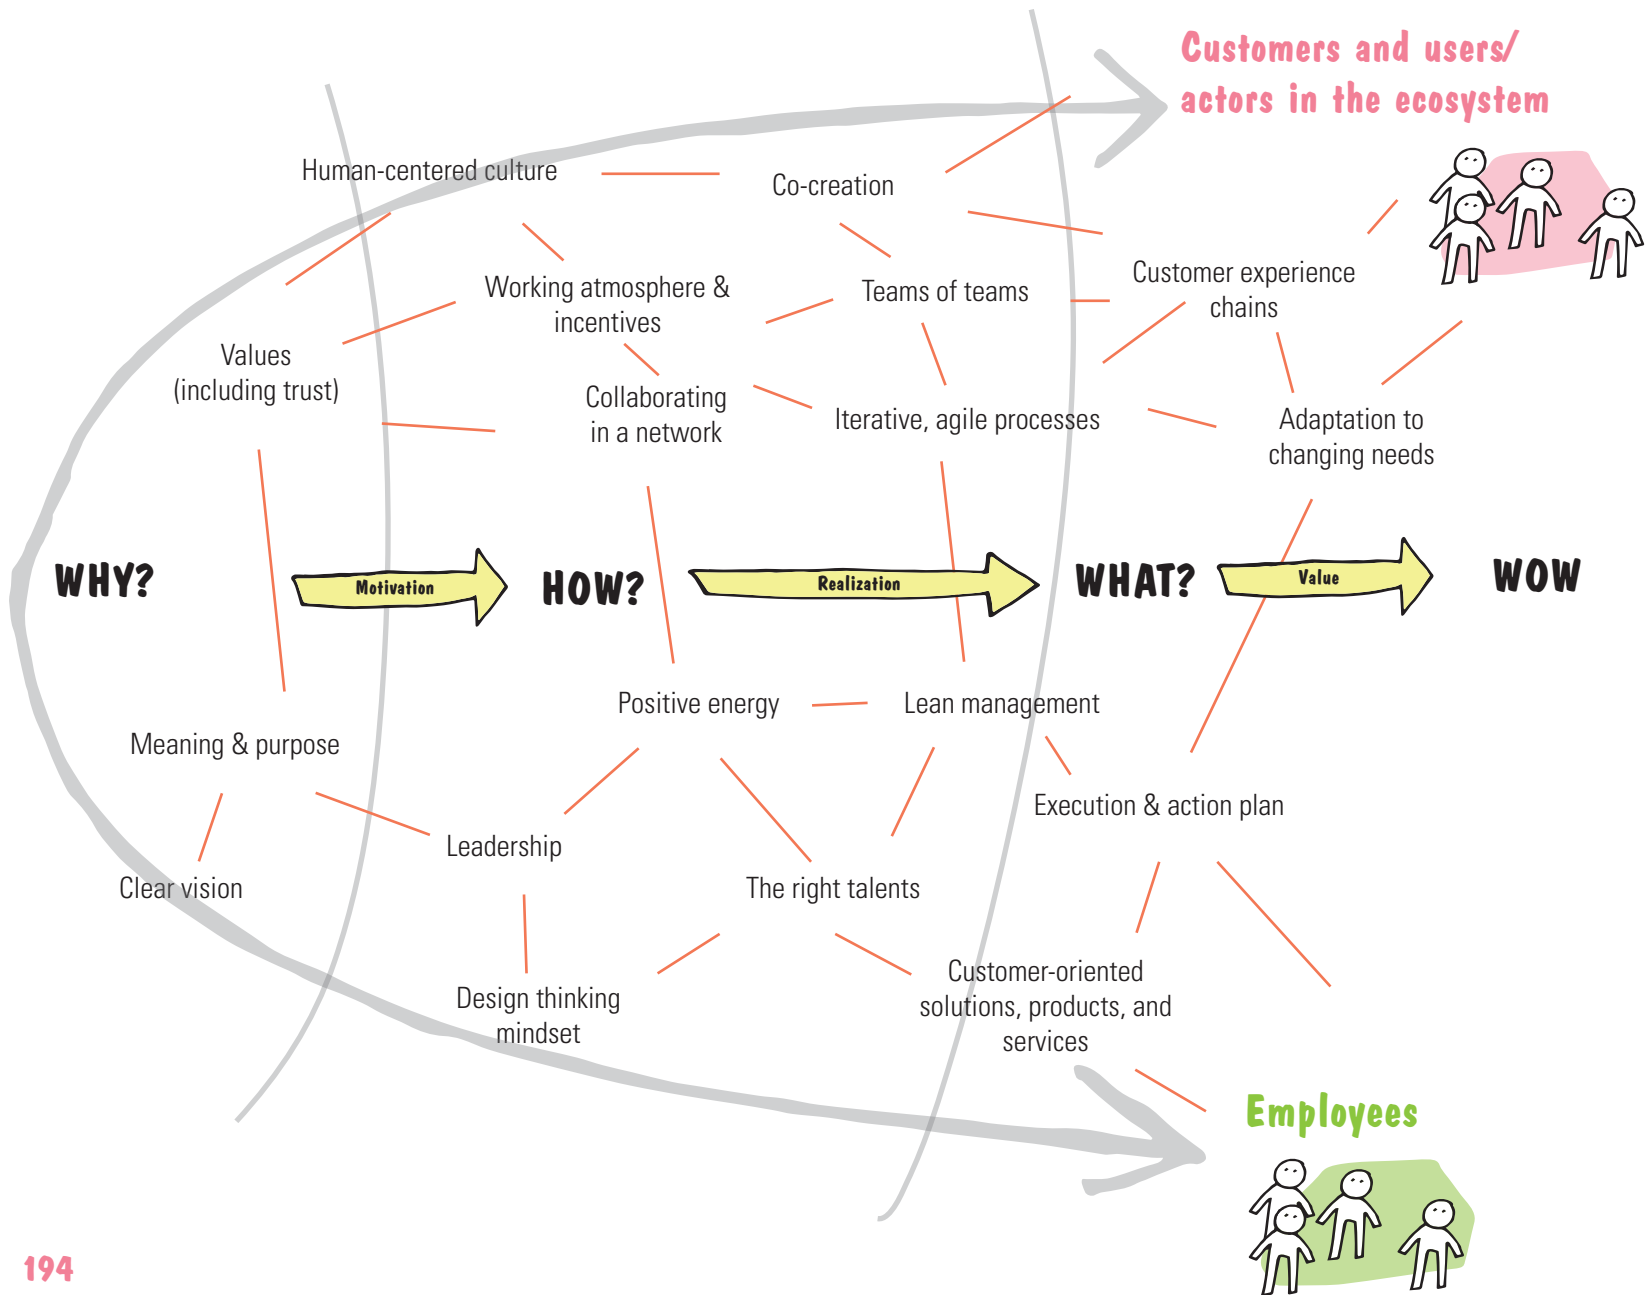 Customers and users/
actors in the ecosystem
Human-centered culture
Co-creation
Working atmosphere &
incentives
Teams of teams
Customer experience
chains
Values
(including trust)
Collaborating
in a network
Iterative, agile processes
Adaptation to
changing needs
WHY?
Motivation
HOW?
Realization
WHAT?
Value
WOW
Positive energy
Lean management
Meaning & purpose
Execution & action plan
Leadership
Clear vision
The right talents
Design thinking
mindset
Customer-oriented
solutions, products, and
services
Employees
194